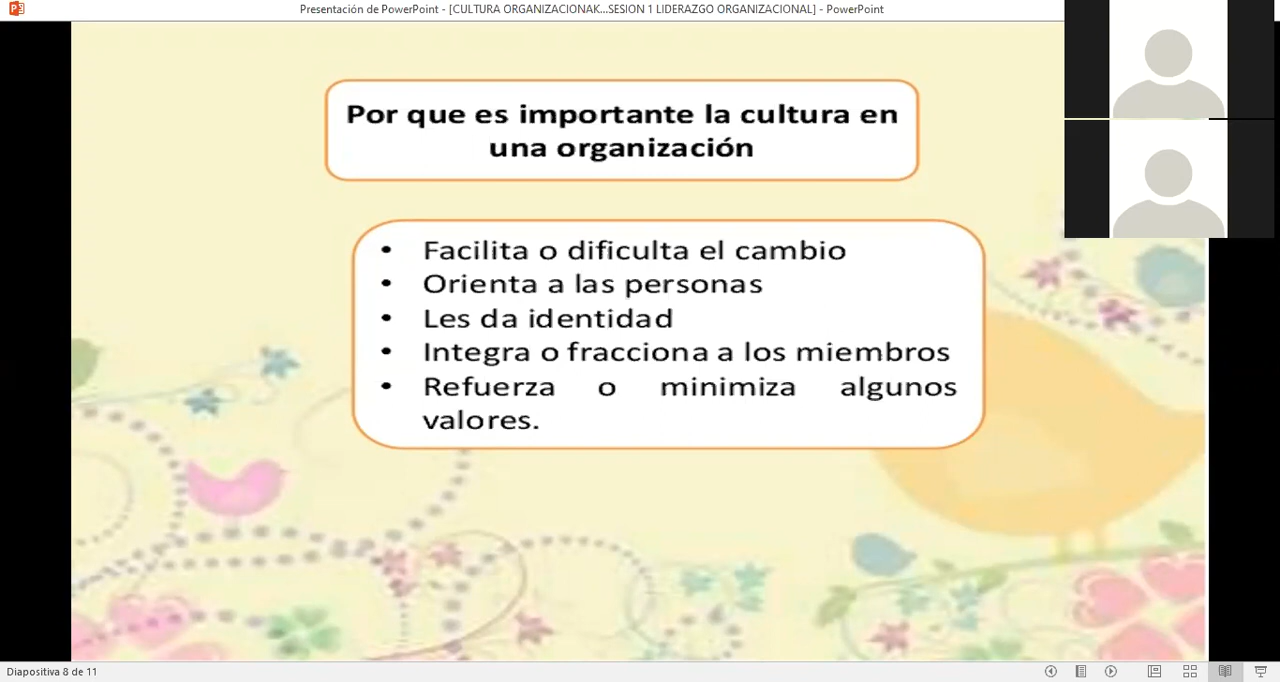 Presentación de PowerPoint - [CULTURA ORGANIZACIONAK...SESION 1 LIDERAZGO ORGANIZACIONAL] - PowerPoint
Por que es importante la cultura en
una organización
• Facilita o dificulta el cambio
• Orienta a las personas
• Les da identidad
• Integra o fracciona a los miembros
• Refuerza o minimiza algunos
valores.
Diapositiva 8 de 11